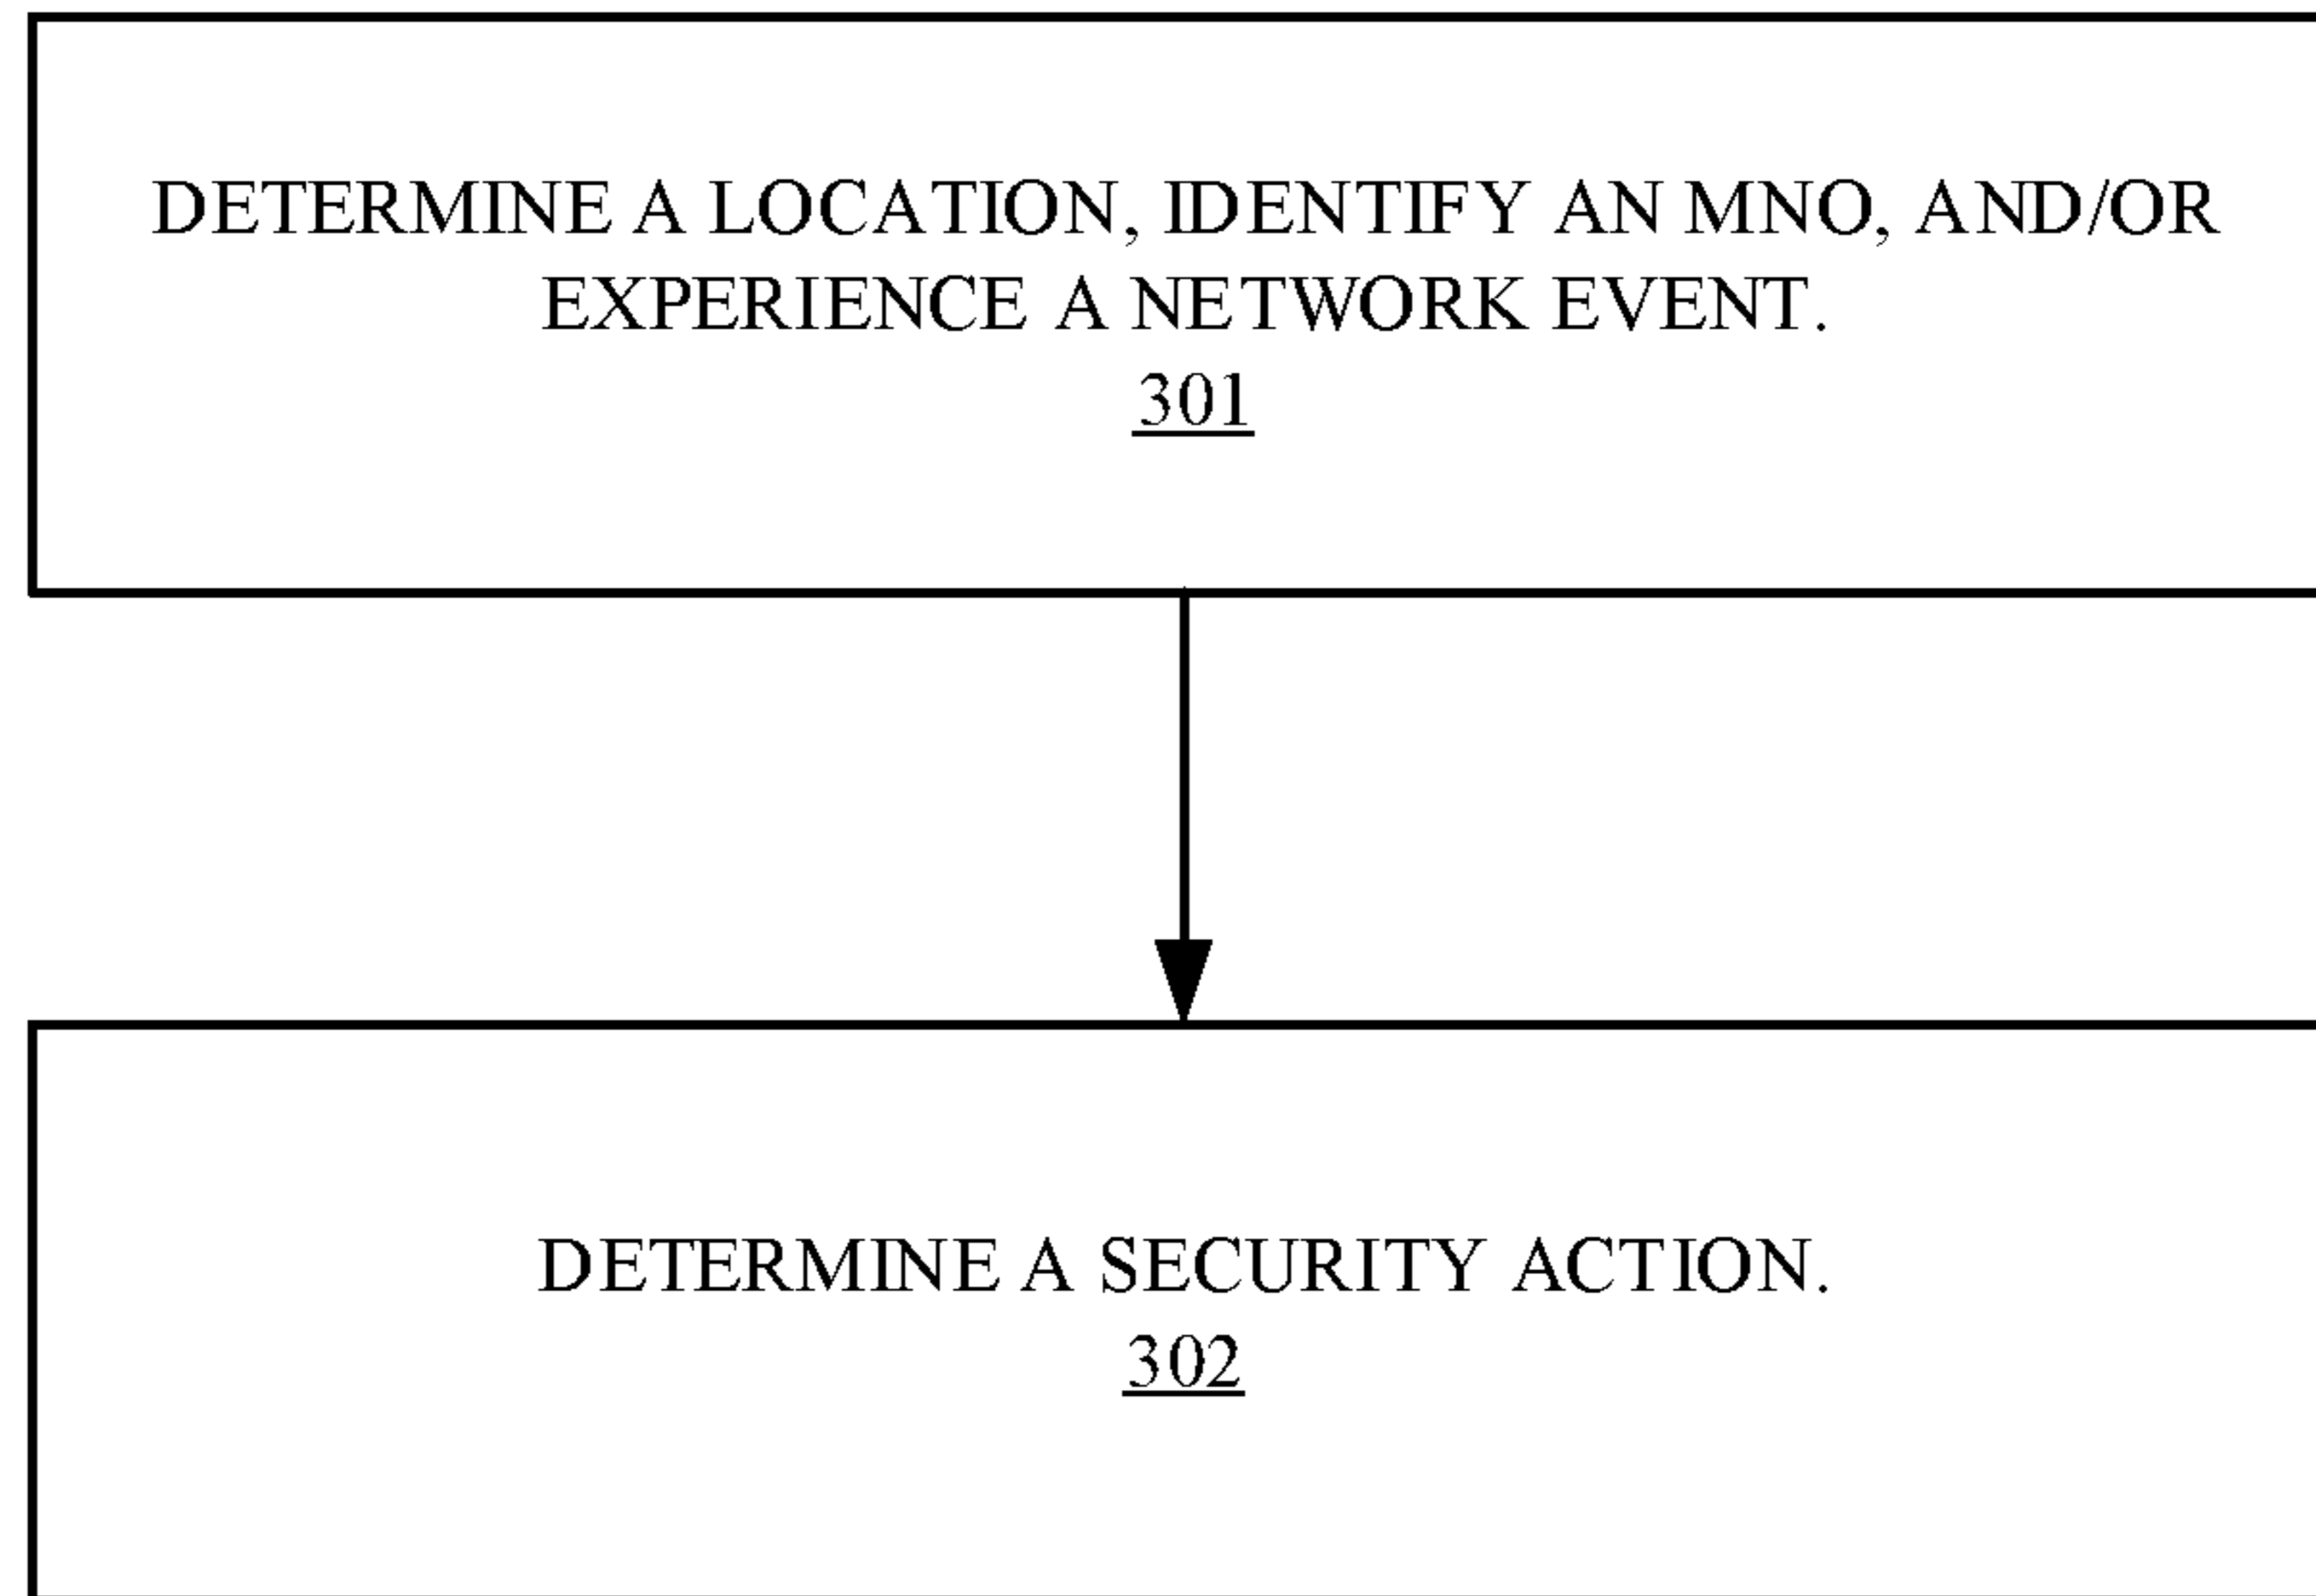 DETERMINE A LOCATION, IDENTIFY AN MNO, AND/OR
EXPERIENCE A NETWORK EVENT.
301
DETERMINE A SECURITY ACTION.
302